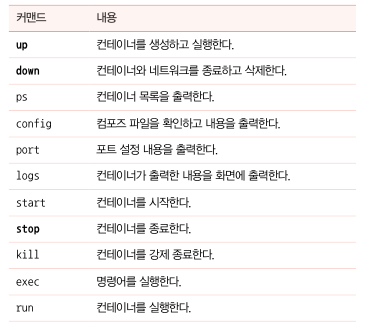 커맨드 내용
up 컨테이너를 생성하고 실행한다.
down 컨테이너와 네트워크를 종료하고 삭제한다.
ps 컨테이너 목록을 출력한다.
config 컴포즈 파일을 확인하고 내용을 출력한다.
port 포트 설정 내용을 출력한다.
logs 컨테이너가 출력한 내용을 화면에 출력한다.
start 컨테이너를 시작한다.
stop 컨테이너를 종료한다.
kill 컨테이너를 강제 종료한다.
exec 명령어를 실행한다.
run 컨테이너를 실행한다.